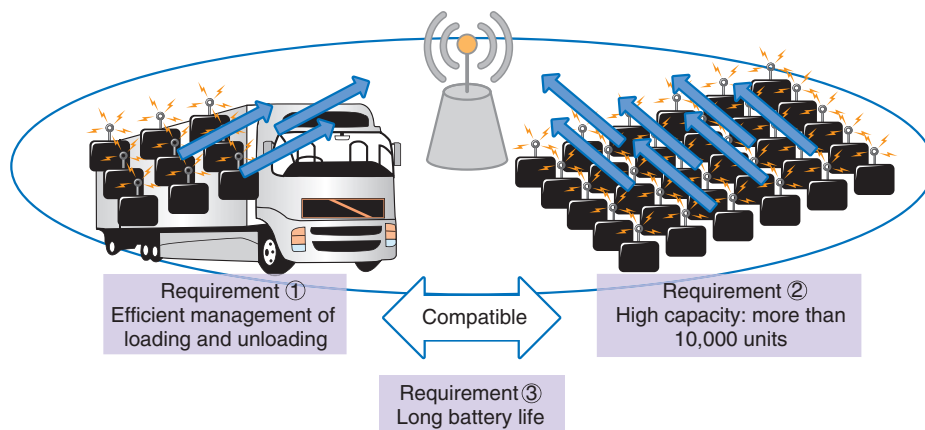 Requirement ①
Efficient management of
loading and unloading
Compatible
Requirement ②
High capacity: more than
10,000 units
Requirement ③
Long battery life